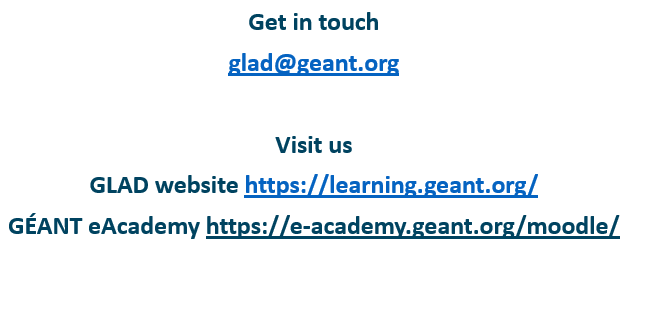 Get in touch
glad@geant.org
Visit us
GLAD website https://learning.geant.org/
GÉANT eAcademy https://e-academy.geant.org/moodle/